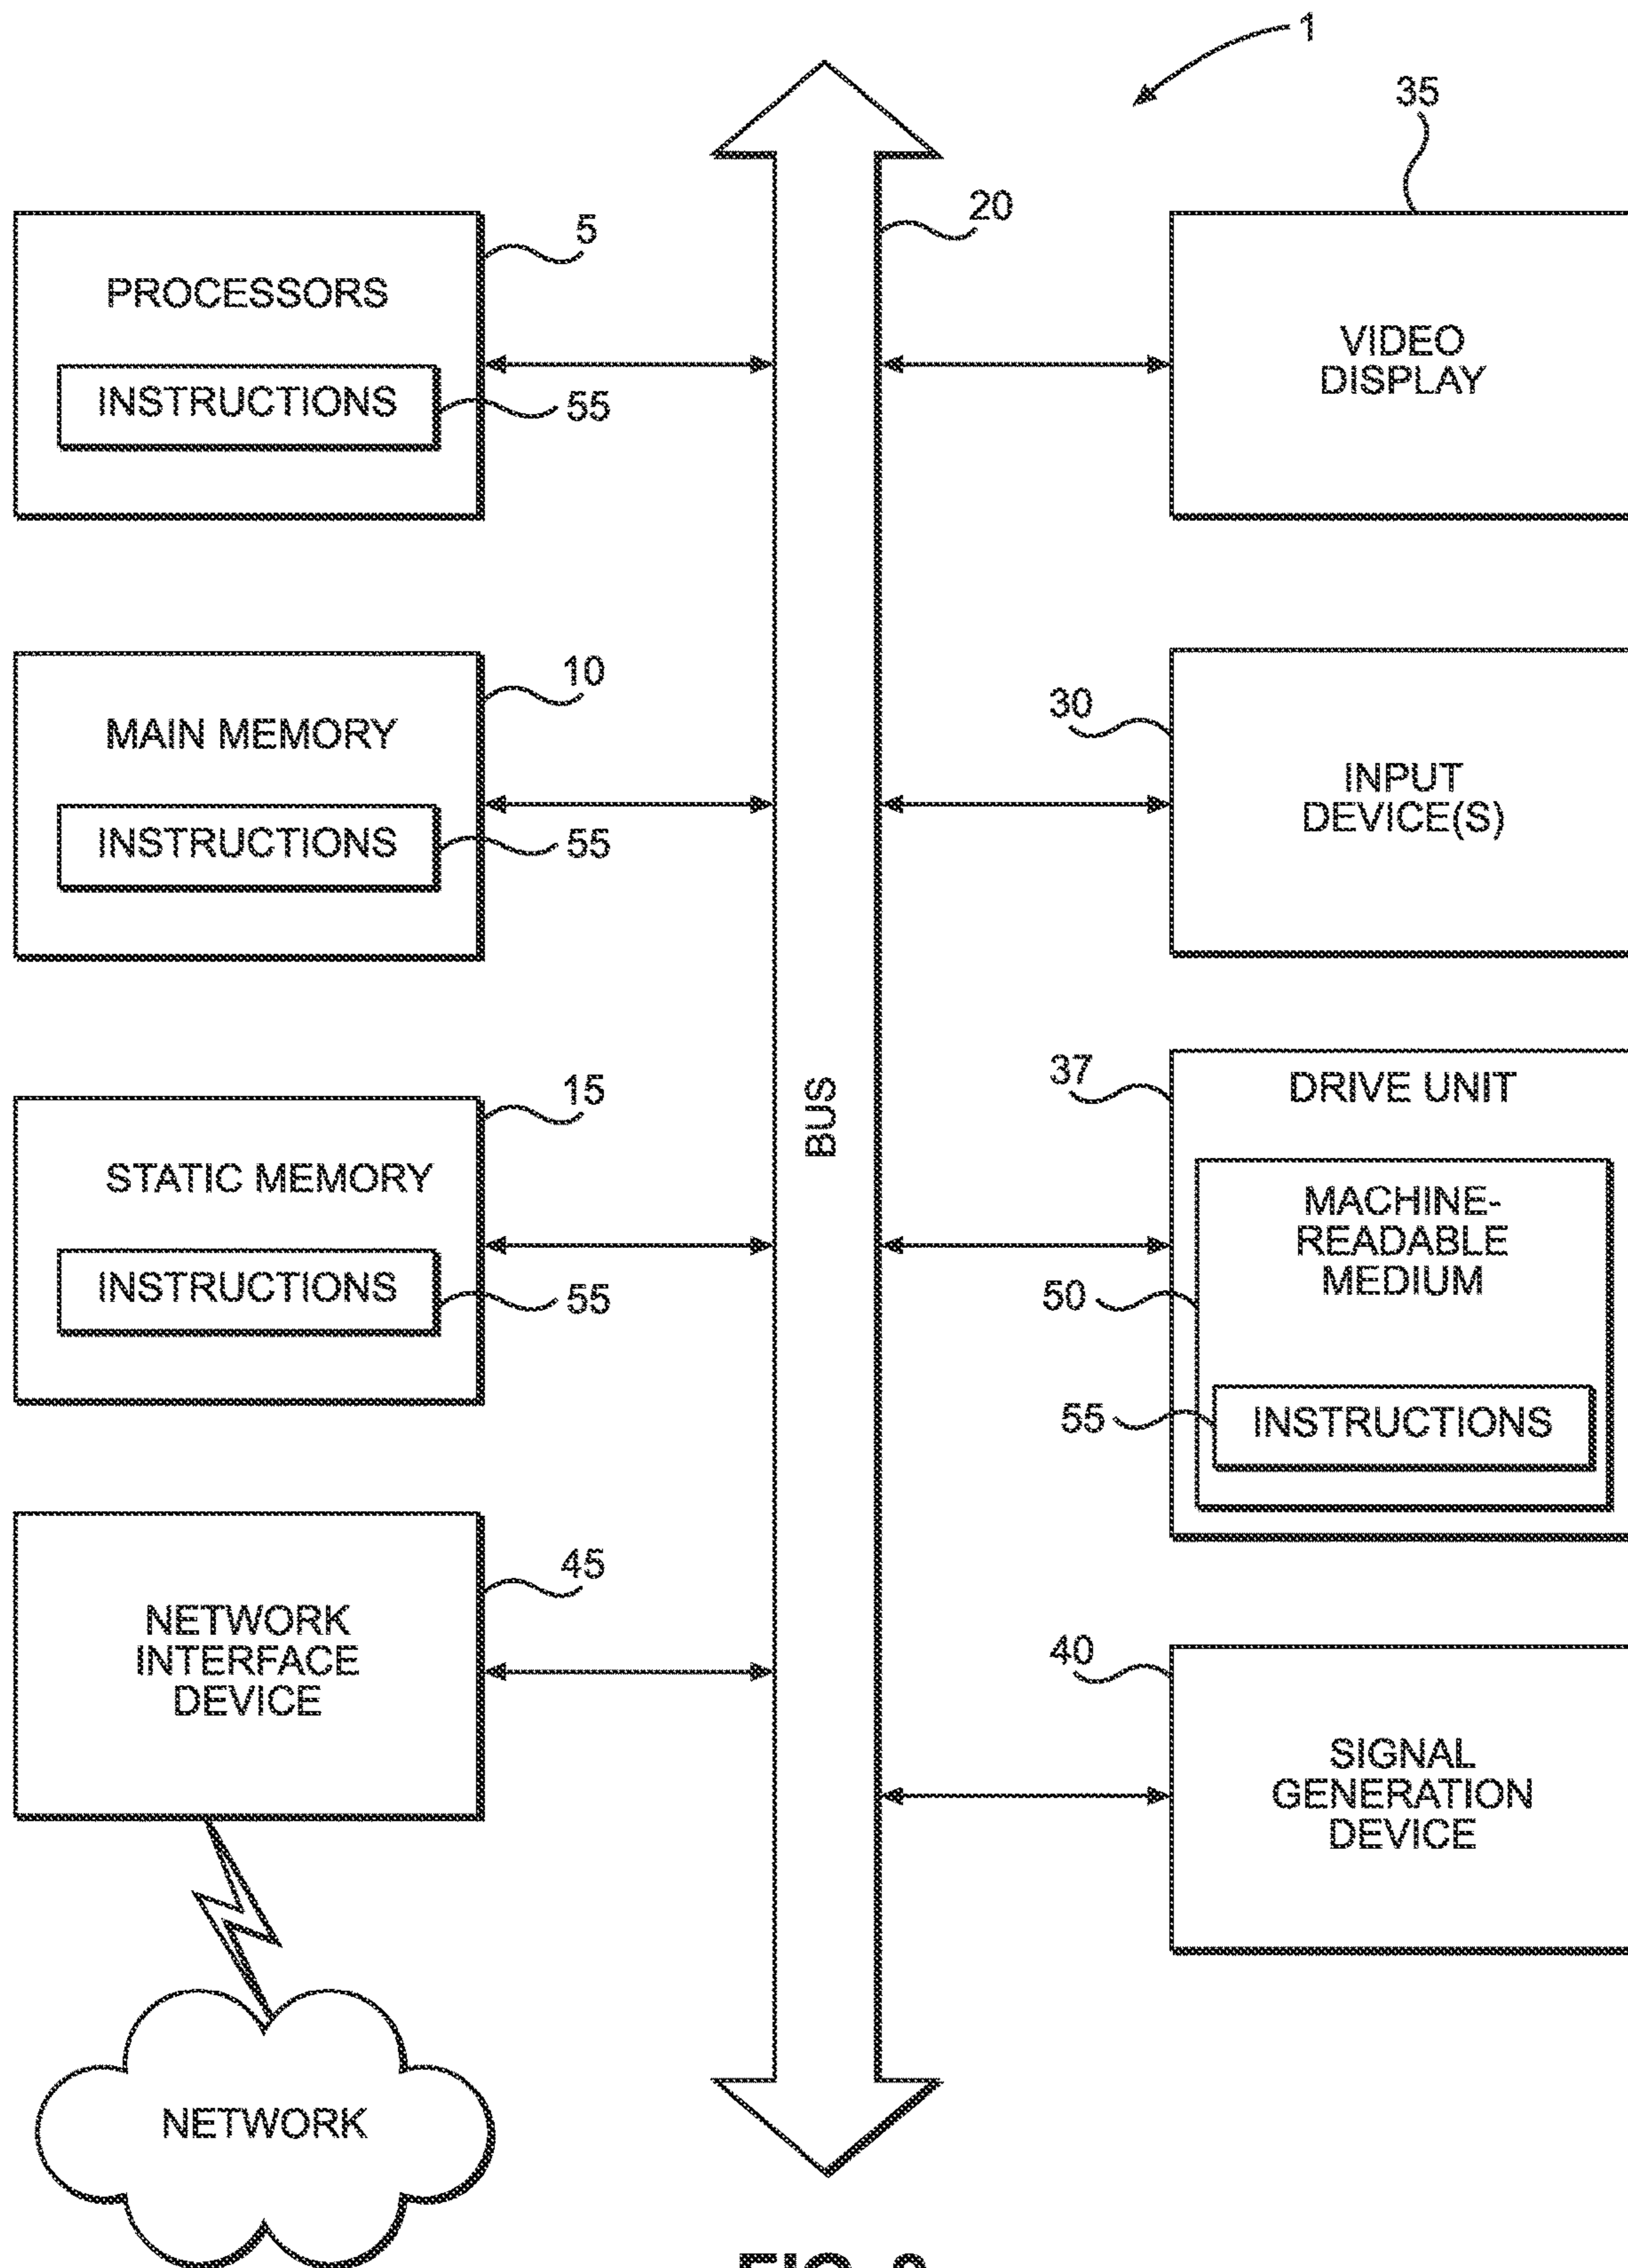 1
35
20
5
PROCESSORS
INSTRUCTIONS
55
VIDEO
DISPLAY
10
MAIN MEMORY
INSTRUCTIONS
55
30
INPUT
DEVICE(S)
15
STATIC MEMORY
INSTRUCTIONS
55
BUS
37
DRIVE UNIT
MACHINE-
READABLE
MEDIUM
50
55
INSTRUCTIONS
45
NETWORK
INTERFACE
DEVICE
40
SIGNAL
GENERATION
DEVICE
NETWORK
FIG.